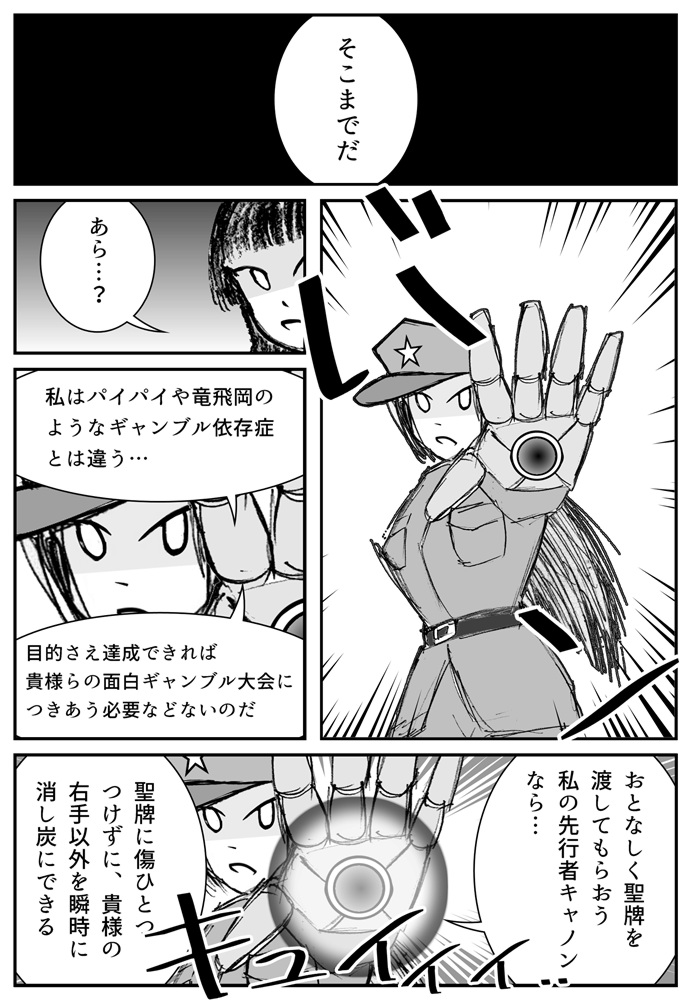 そこまでだ
バシーンッ
あら…？
私はパイパイや竜飛岡の
ようなギャンブル依存症
とは違う…
目的さえ達成できれば
貴様らの面白ギャンブル大会に
つきあう必要などないのだ
おとなしく聖牌を
渡してもらおう
私の先行者キャノン
なら…
聖牌に傷ひとつ
つけずに、貴様の
右手以外を瞬時に
消し炭にできる
キュイイイ…ン